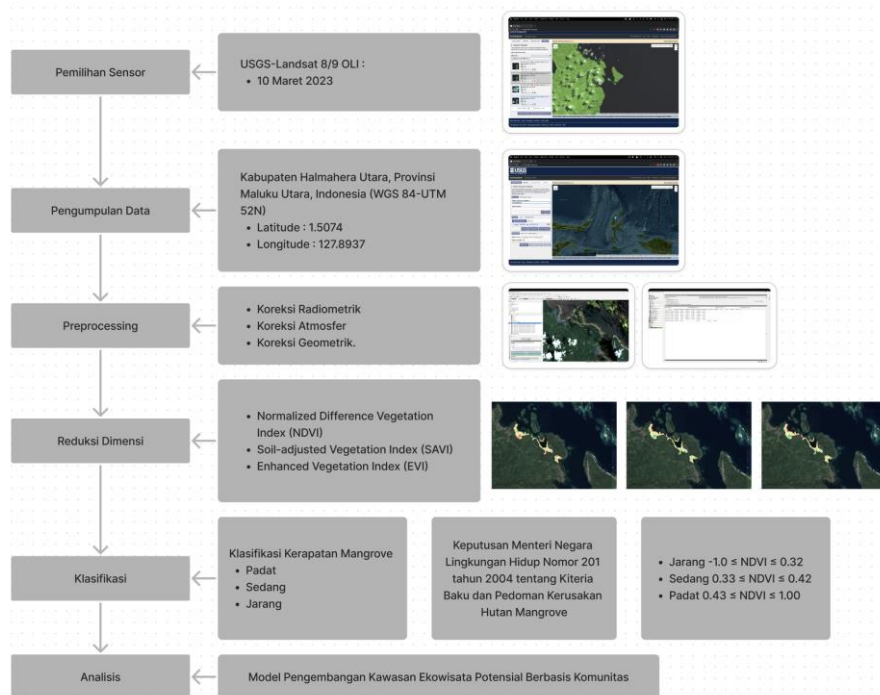 Pemilihan Sensor
USGS-Landsat 8/9 OLI :
• 10 Maret 2023
Pengumpulan Data
Kabupaten Halmahera Utara, Provinsi
Maluku Utara, Indonesia (WGS 84-UTM
52N)
• Latitude : 1.5074
• Longitude : 127.8937
Preprocessing
• Koreksi Radiometrik
• Koreksi Atmosfer
• Koreksi Geometrik.
Reduksi Dimensi
• Normalized Difference Vegetation
Index (NDVI)
• Soil-adjusted Vegetation Index (SAVI)
• Enhanced Vegetation Index (EVI)
Klasifikasi
Klasifikasi Kerapatan Mangrove
• Padat
• Sedang
• Jarang
Keputusan Menteri Negara
Lingkungan Hidup Nomor 201
tahun 2004 tentang Kiteria
Baku dan Pedoman Kerusakan
Hutan Mangrove
• Jarang -1.0 ≤ NDVI ≤ 0.32
• Sedang 0.33 ≤ NDVI ≤ 0.42
• Padat 0.43 ≤ NDVI ≤ 1.00
Analisis
Model Pengembangan Kawasan Ekowisata Potensial Berbasis Komunitas